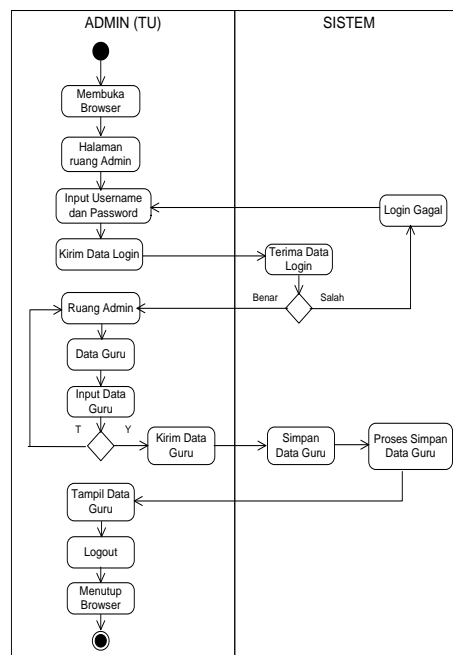 ADMIN (TU)
SISTEM
Membuka
Browser
Halaman
ruang Admin
Input Username
dan Password
Login Gagal
Kirim Data Login
Terima Data
Login
Benar
Salah
Ruang Admin
Data Guru
Input Data
Guru
T
Y
Kirim Data
Guru
Simpan
Data Guru
Proses Simpan
Data Guru
Tampil Data
Guru
Logout
Menutup
Browser